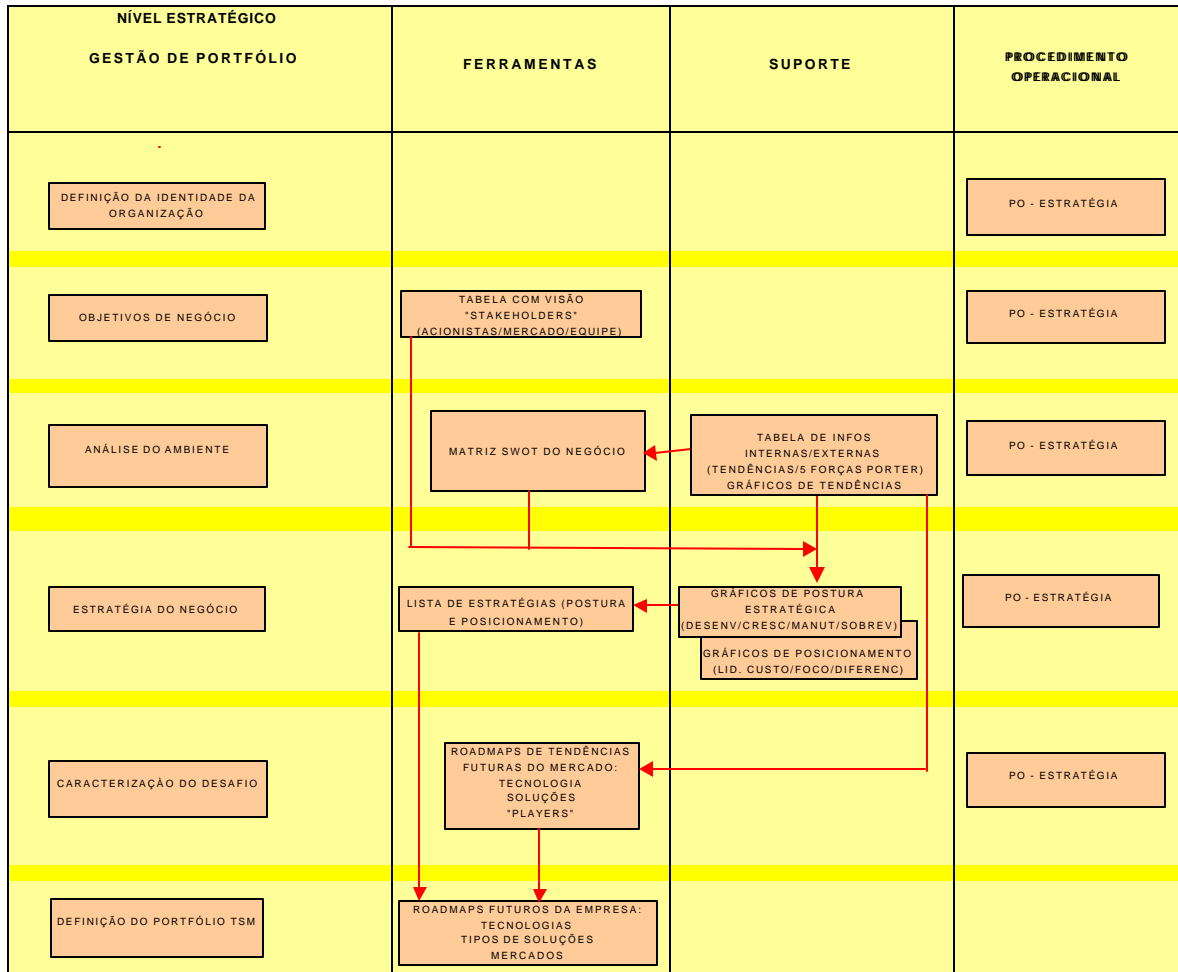 NÍVEL ESTRATÉGICO
GESTÃO DE PORTFÓLIO
FERRAMENTAS
SUPORTE
PROCEDIMENTO
OPERACIONAL
DEFINIÇÃO DA IDENTIDADE DA
ORGANIZAÇÃO
PO - ESTRATÉGIA
OBJETIVOS DE NEGÓCIO
TABELA COM VISÃO
"STAKEHOLDERS"
(ACIONISTAS/MERCADO/EQUIPE)
PO - ESTRATÉGIA
ANÁLISE DO AMBIENTE
MATRIZ SWOT DO NEGÓCIO
TABELA DE INFOS
INTERNAS/EXTERNAS
(TENDÊNCIAS/5 FORÇAS PORTER)
GRÁFICOS DE TENDÊNCIAS
PO - ESTRATÉGIA
ESTRATÉGIA DO NEGÓCIO
LISTA DE ESTRATÉGIAS (POSTURA
E POSICIONAMENTO)
GRÁFICOS DE POSTURA
ESTRATÉGICA
(DESENV/CRESC/MANUT/SOBREV)
GRÁFICOS DE POSICIONAMENTO
(LID. CUSTO/FOCO/DIFERENC)
PO - ESTRATÉGIA
CARACTERIZAÇÀO DO DESAFIO
ROADMAPS DE TENDÊNCIAS
FUTURAS DO MERCADO:
TECNOLOGIA
SOLUÇÕES
"PLAYERS"
PO - ESTRATÉGIA
DEFINIÇÃO DO PORTFÓLIO TSM
ROADMAPS FUTUROS DA EMPRESA:
TECNOLOGIAS
TIPOS DE SOLUÇÕES
MERCADOS